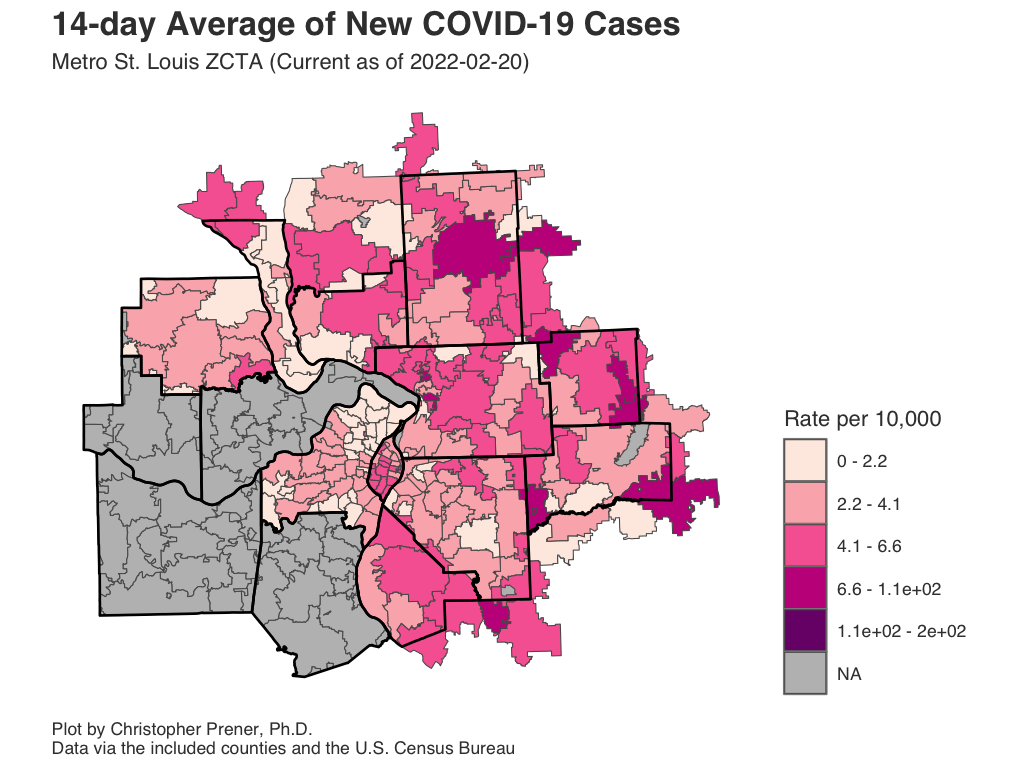 14-day Average of New COVID-19 Cases
Metro St. Louis ZCTA (Current as of 2022-02-20)
Rate per 10,000
0 - 2.2
2.2 - 4.1
4.1 - 6.6
6.6 - 1.1e+02
1.1e+02 - 2e+02
NA
Plot by Christopher Prener, Ph.D.
Data via the included counties and the U.S. Census Bureau